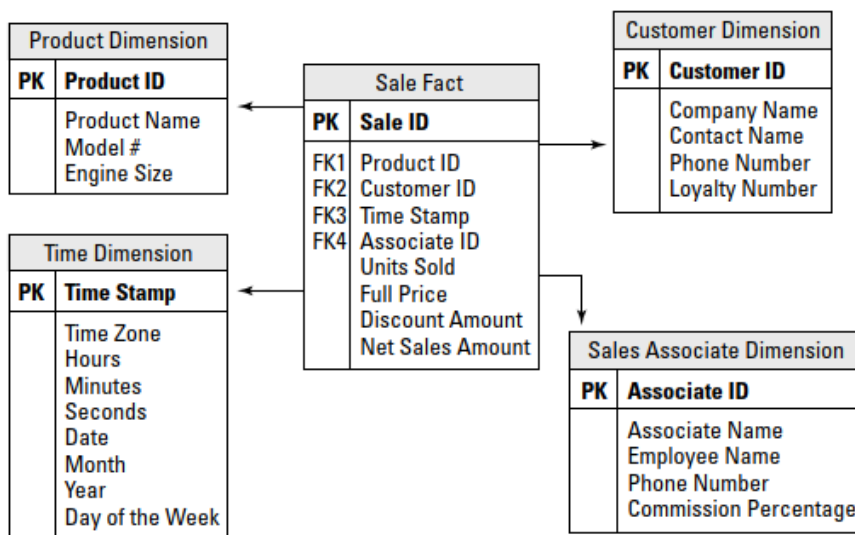 Product Dimension
PK Product ID
Product Name
Model #
Engine Size
Time Dimension
PK Time Stamp
Time Zone
Hours
Minutes
Seconds
Date
Month
Year
Day of the Week
Sale Fact
PK Sale ID
FK1 Product ID
FK2 Customer ID
FK3 Time Stamp
FK4 Associate ID
Units Sold
Full Price
Discount Amount
Net Sales Amount
Customer Dimension
PK Customer ID
Company Name
Contact Name
Phone Number
Loyalty Number
Sales Associate Dimension
PK Associate ID
Associate Name
Employee Name
Phone Number
Commission Percentage